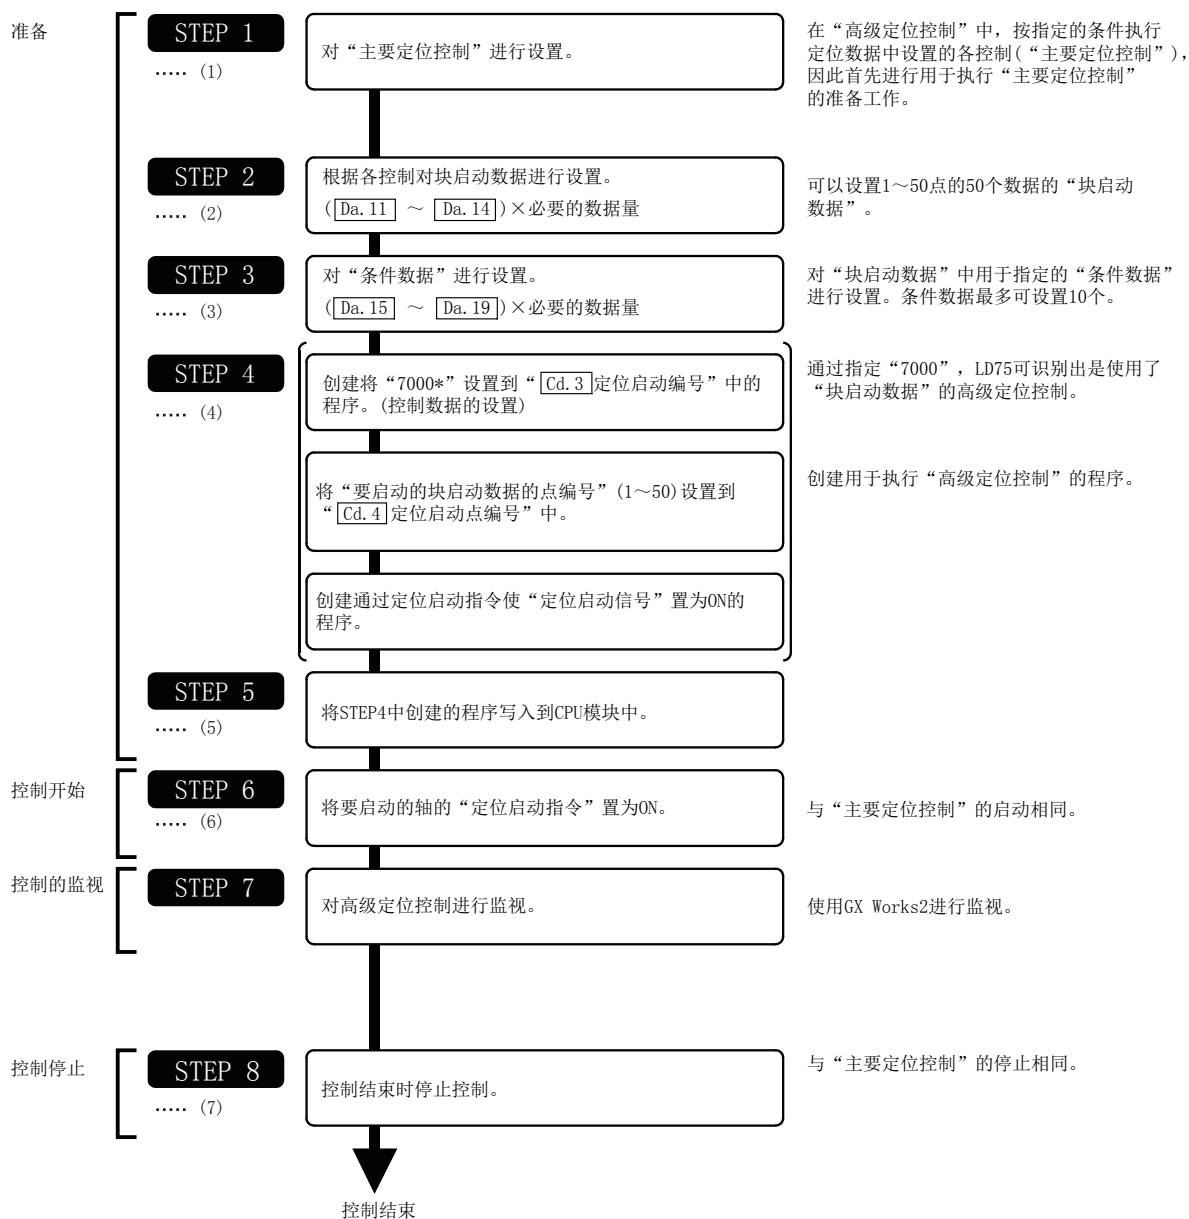 准备
STEP 1
..... (1)
对“主要定位控制”进行设置。
在“高级定位控制”中，按指定的条件执行
定位数据中设置的各控制(“主要定位控制”)，
因此首先进行用于执行“主要定位控制”
的准备工作。
STEP 2
..... (2)
根据各控制对块启动数据进行设置。
(Da.11 ～ Da.14)×必要的数据量
可以设置1～50点的50个数据的“块启动
数据”。
STEP 3
..... (3)
对“条件数据”进行设置。
(Da.15 ～ Da.19)×必要的数据量
对“块启动数据”中用于指定的“条件数据”
进行设置。条件数据最多可设置10个。
STEP 4
..... (4)
创建将“7000*”设置到“Cd.3定位启动编号”中的
程序。(控制数据的设置)
通过指定“7000”，LD75可识别出是使用了
“块启动数据”的高级定位控制。
将“要启动的块启动数据的点编号”(1～50)设置到
“Cd.4定位启动点编号”中。
创建用于执行“高级定位控制”的程序。
创建通过定位启动指令使“定位启动信号”置为ON的
程序。
STEP 5
..... (5)
将STEP4中创建的程序写入到CPU模块中。
控制开始
STEP 6
..... (6)
将要启动的轴的“定位启动指令”置为ON。
与“主要定位控制”的启动相同。
控制的监视
STEP 7
对高级定位控制进行监视。
使用GX Works2进行监视。
控制停止
STEP 8
..... (7)
控制结束时停止控制。
与“主要定位控制”的停止相同。
控制结束